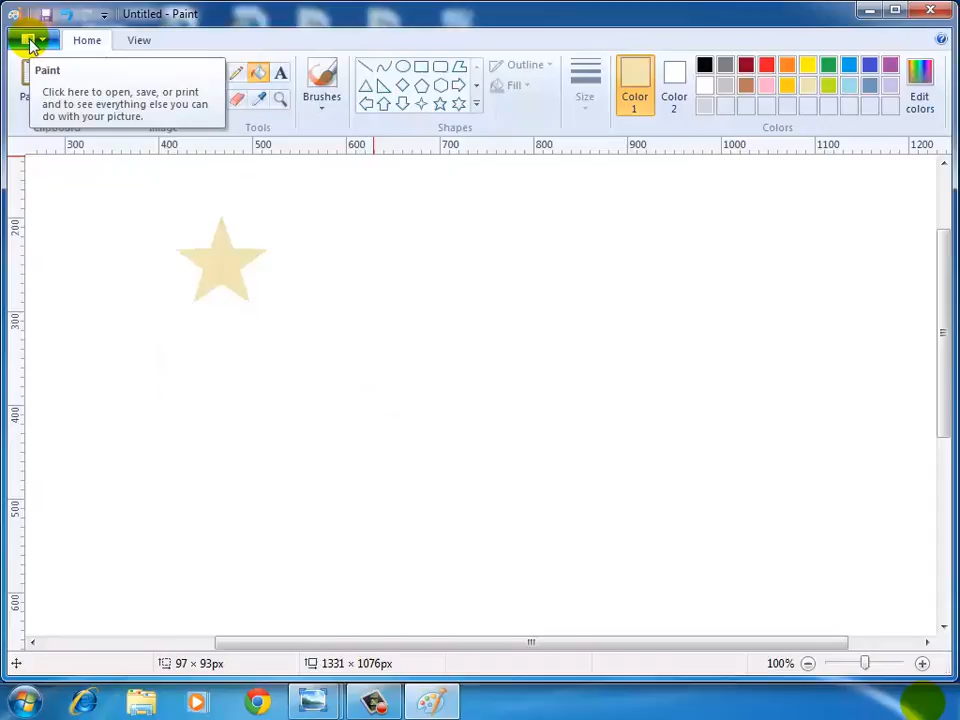 Untitled - Paint
Home View
Paint
Click here to open, save, or print
and to see everything else you can
do with your picture.
Brushes
Outline
Fill
Size
Color
1
Color
2
Edit
colors
Tools
Shapes
Colors
300 400 500 600 700 800 900 1000 1100 1200
200
300
400
500
600
97 × 93px
1331 × 1076px
100%